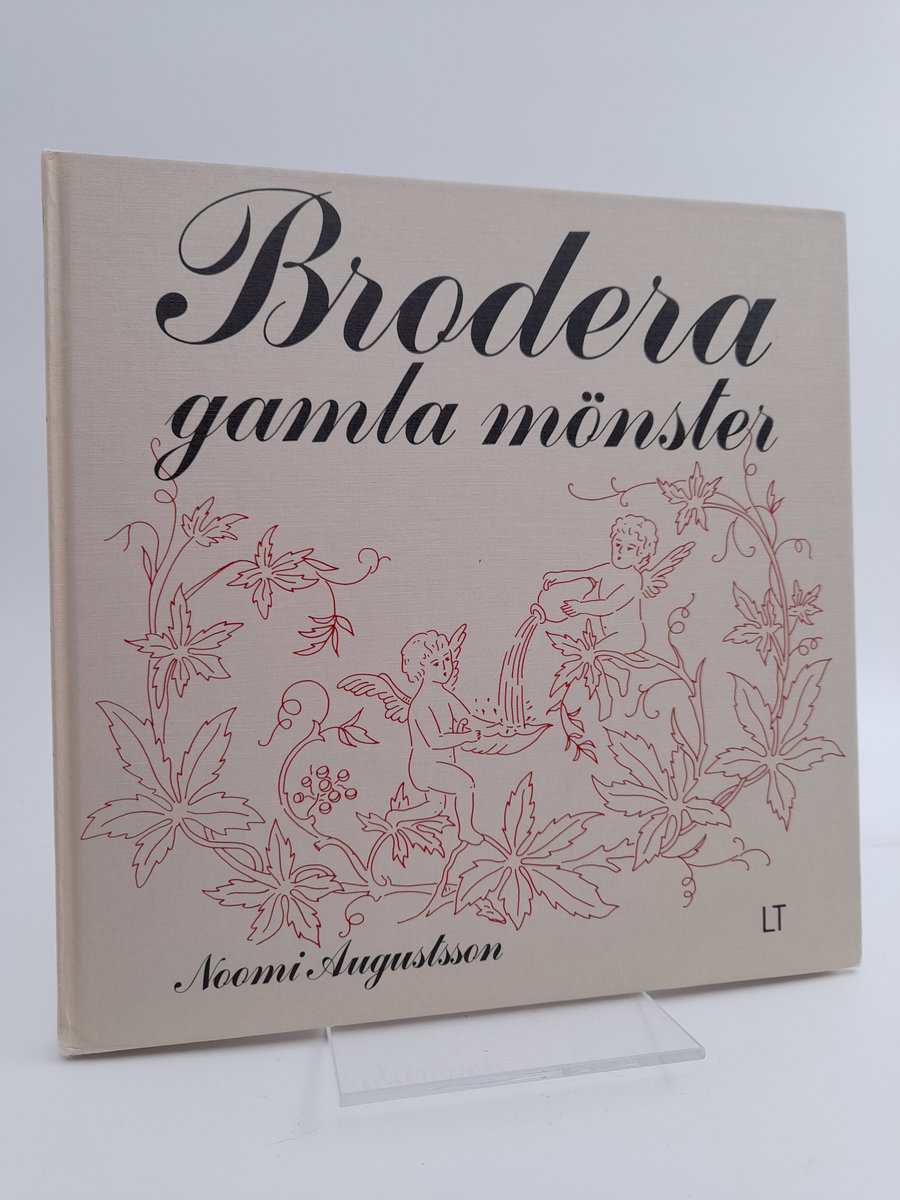 Brodera
gamla mönster
Noomi Augustsson
LT